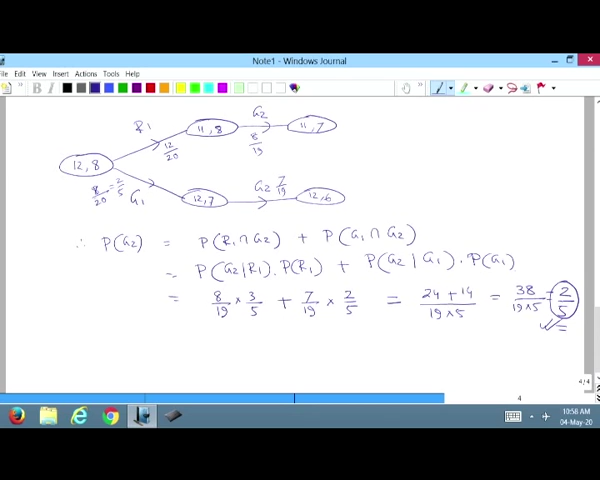 Note1 - Windows Journal
File Edit View Insert Actions Tools Help
R1 G2
12,8 12/20 11,8 8/19 11,7
8/20 = 2/5 G1 12,7 G2 7/19 12,6
∴ P(G2) = P(R1 ∩ G2) + P(G1 ∩ G2)
= P(G2|R1) . P(R1) + P(G2|G1) . P(G1)
= 8/19 × 3/5 + 7/19 × 2/5 = 24+14/19×5 = 38/19×5 = 2/5
=
4/4
4
10:58 AM
04-May-20